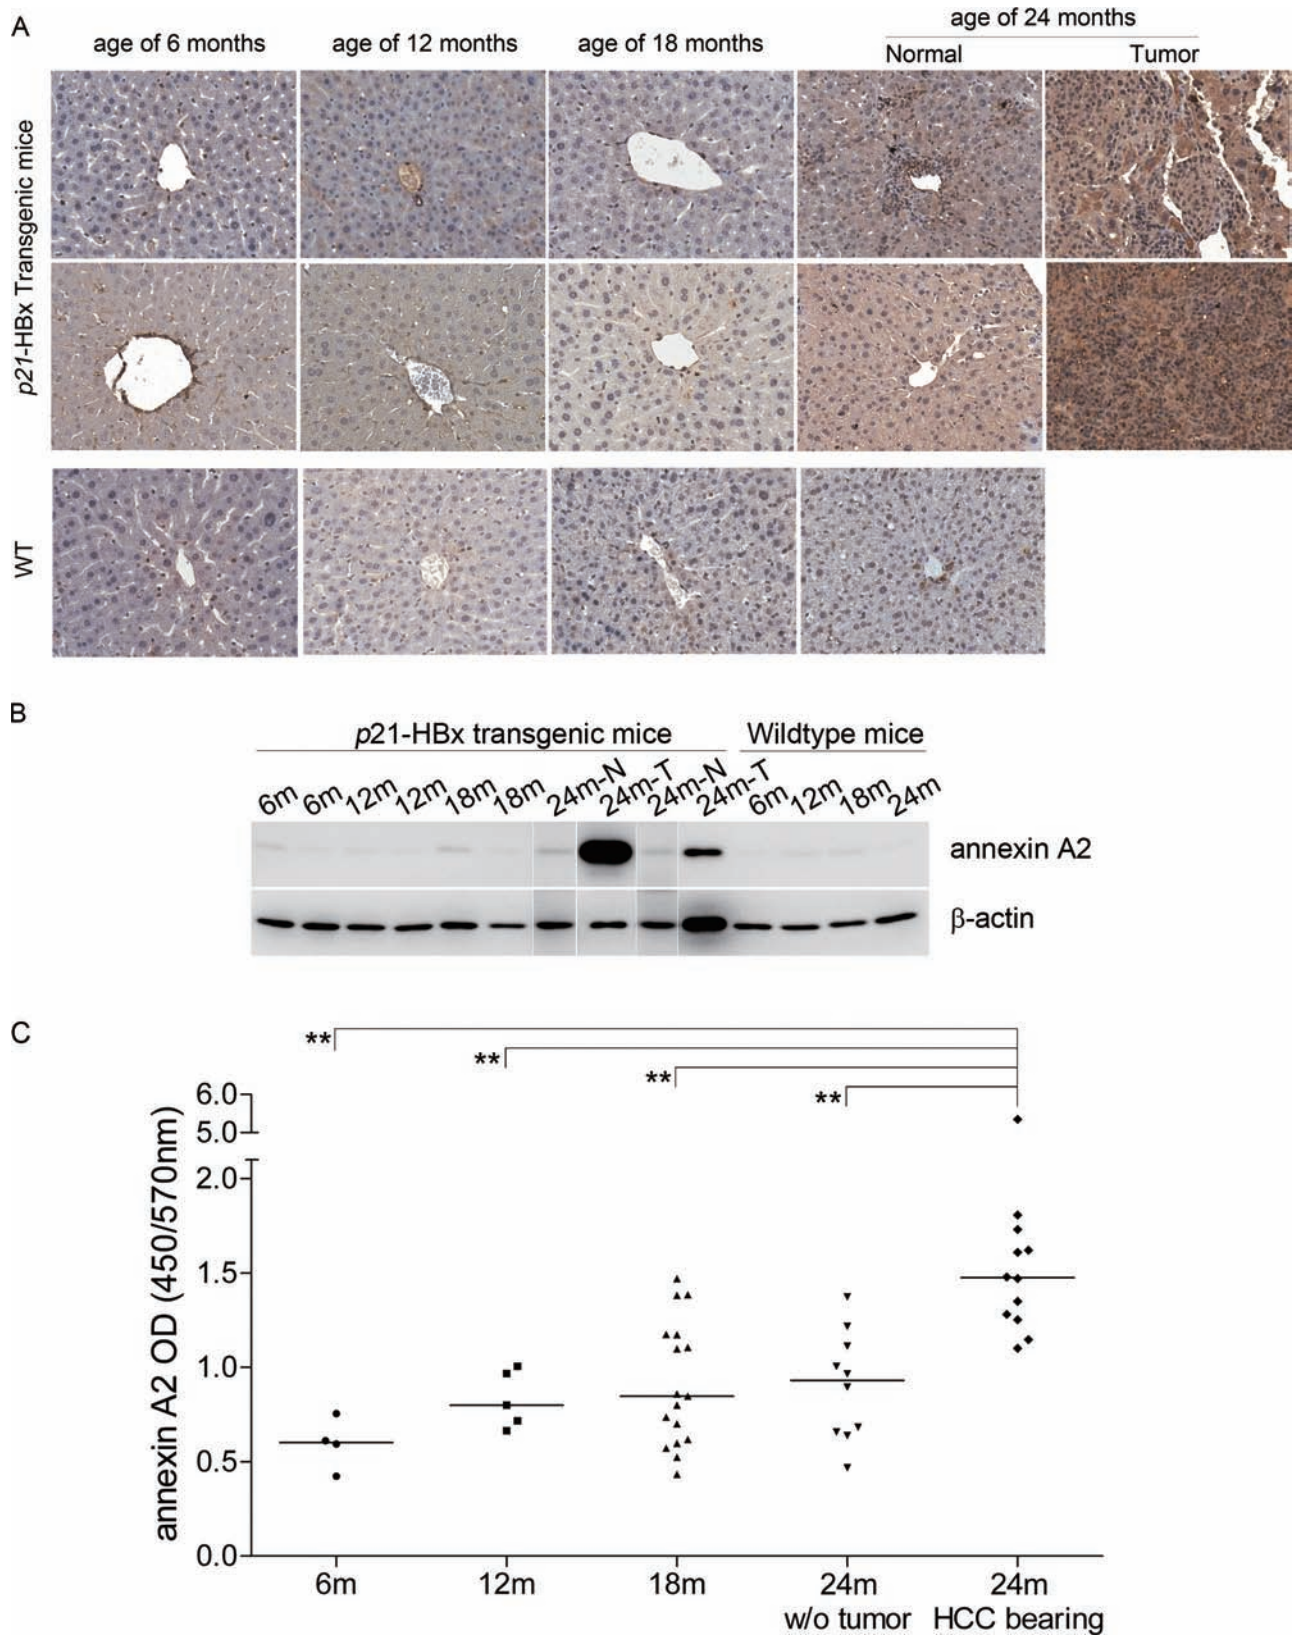 A
age of 6 months
age of 12 months
age of 18 months
age of 24 months
Normal
Tumor
p21-HBx Transgenic mice
WT
B
p21-HBx transgenic mice
Wildtype mice
6m 6m 12m 12m 18m 18m 24m-N 24m-T 24m-N 24m-T 6m 12m 18m 24m
annexin A2
β-actin
C
**
**
**
**
annexin A2 OD (450/570nm)
6.0
5.0
2.0
1.5
1.0
0.5
0.0
6m 12m 18m 24m 24m
w/o tumor HCC bearing